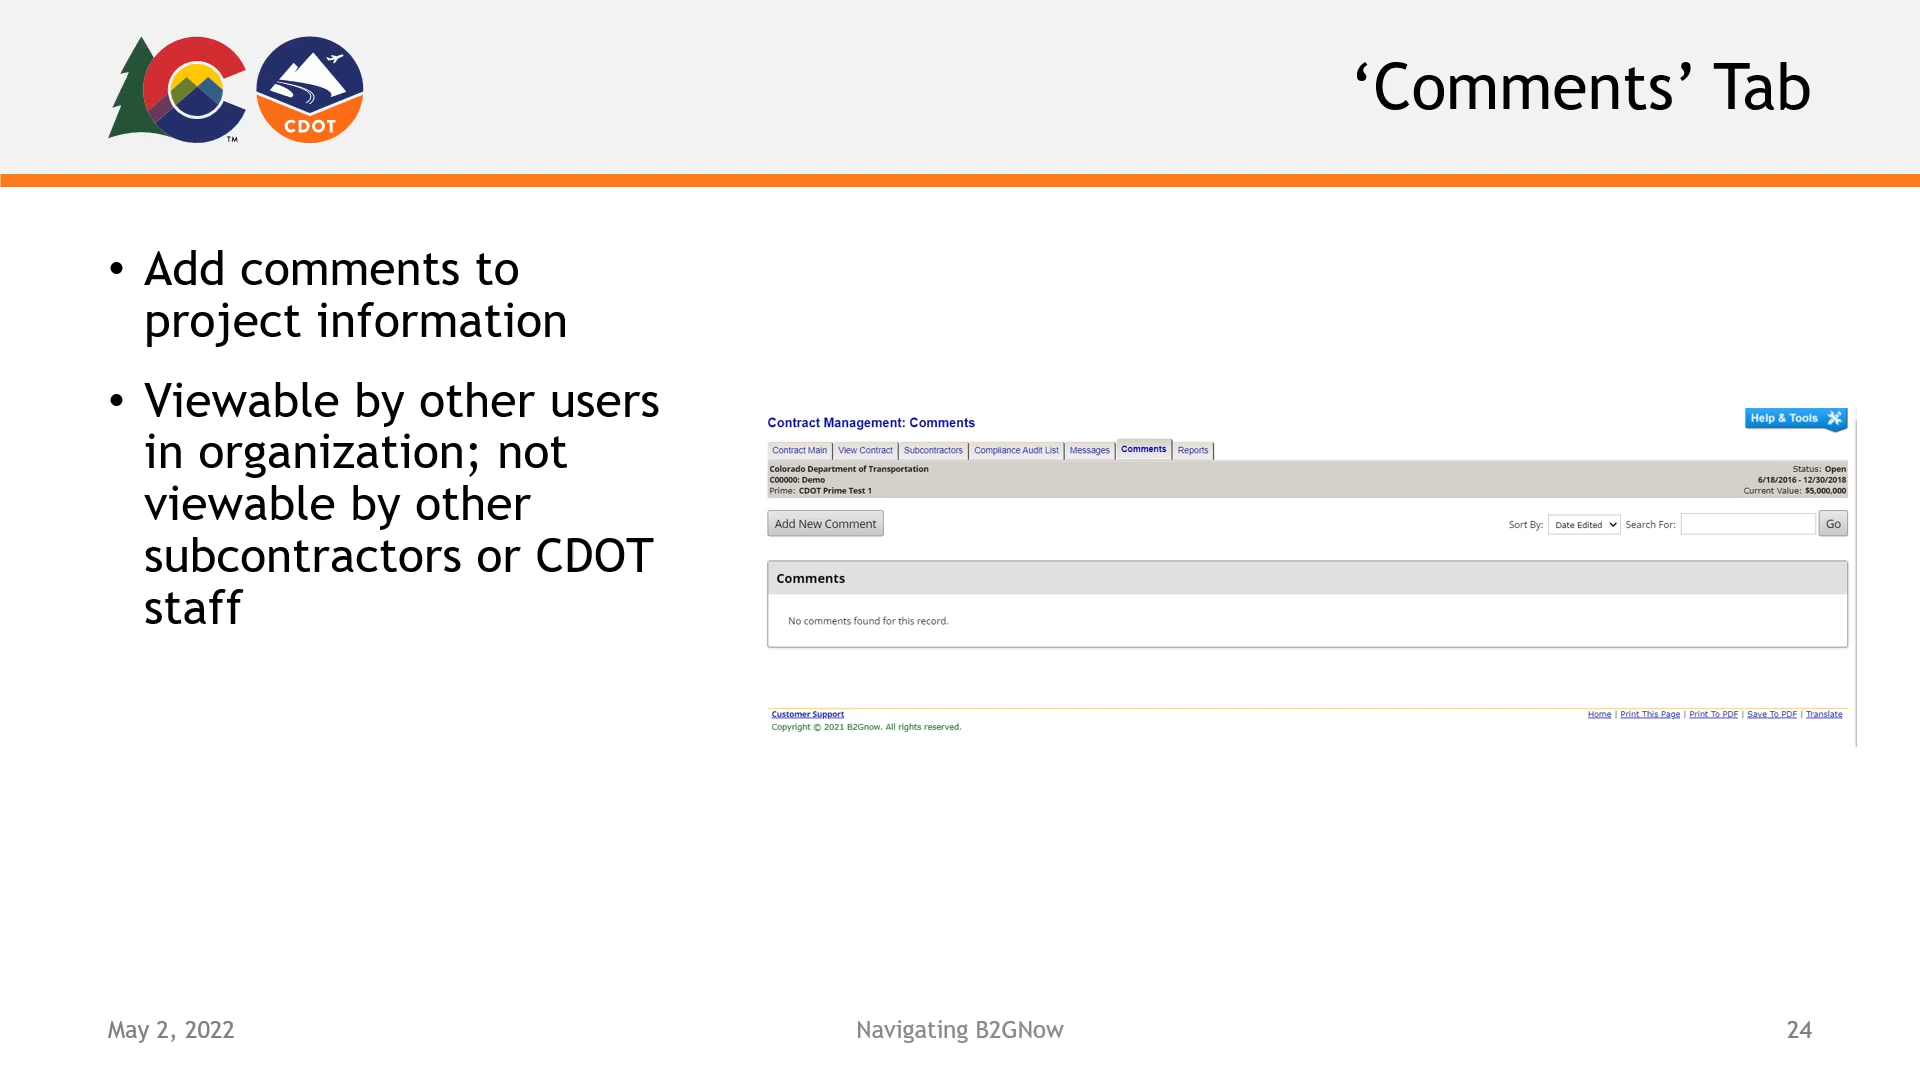 TM
CDOT
‘Comments’ Tab
• Add comments to
project information
• Viewable by other users
in organization; not
viewable by other
subcontractors or CDOT
staff
Contract Management: Comments
Help & Tools
Contract Main View Contract Subcontractors Compliance Audit List Messages Comments Reports
Colorado Department of Transportation Status: Open
C00000: Demo 6/18/2016 - 12/30/2018
Prime: CDOT Prime Test 1 Current Value: $5,000,000
Add New Comment Sort By: Date Edited Search For: Go
Comments
No comments found for this record.
Customer Support Home | Print This Page | Print To PDF | Save To PDF | Translate
Copyright © 2021 B2Gnow. All rights reserved.
May 2, 2022 Navigating B2GNow 24